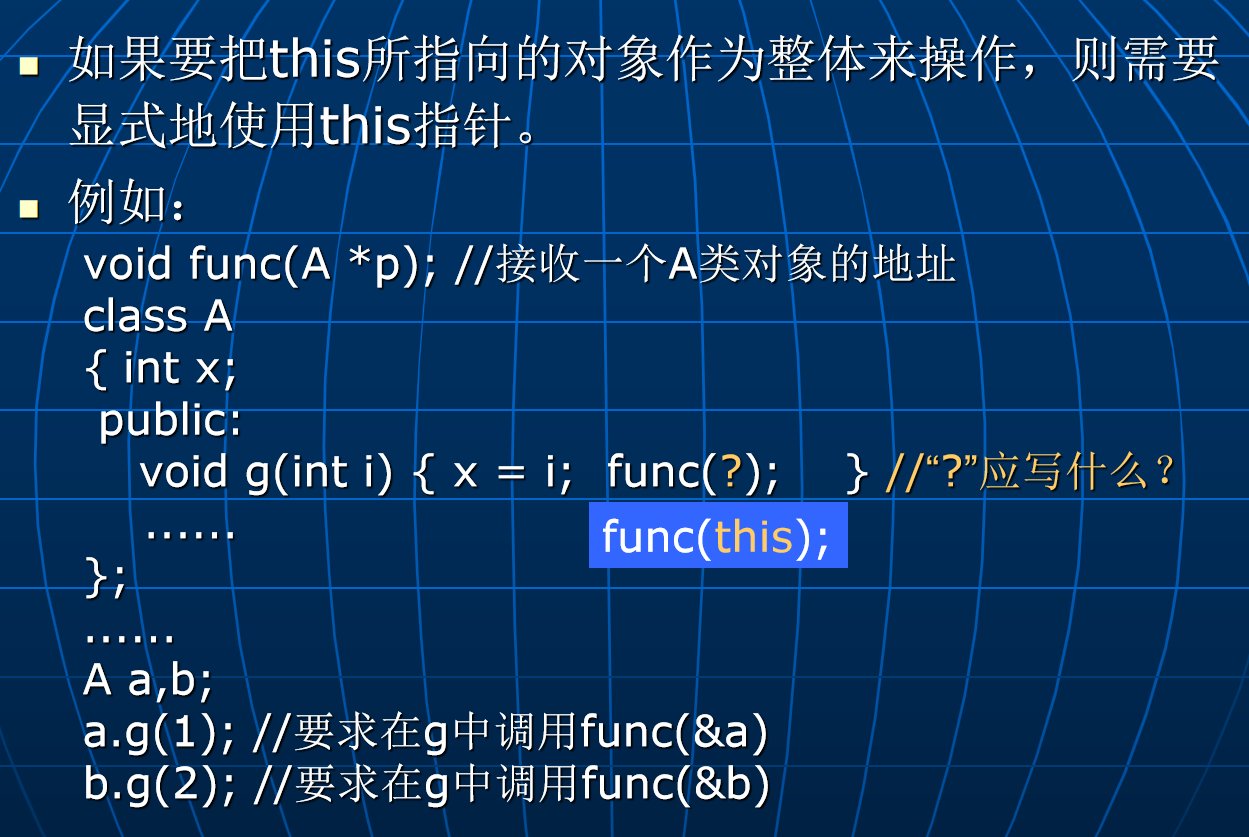 如果要把this所指向的对象作为整体来操作，则需要
显式地使用this指针。
例如：
void func(A *p); //接收一个A类对象的地址
class A
{ int x;
public:
void g(int i) { x = i; func(?); } //“?”应写什么？
......
func(this);
};
......
A a,b;
a.g(1); //要求在g中调用func(&a)
b.g(2); //要求在g中调用func(&b)